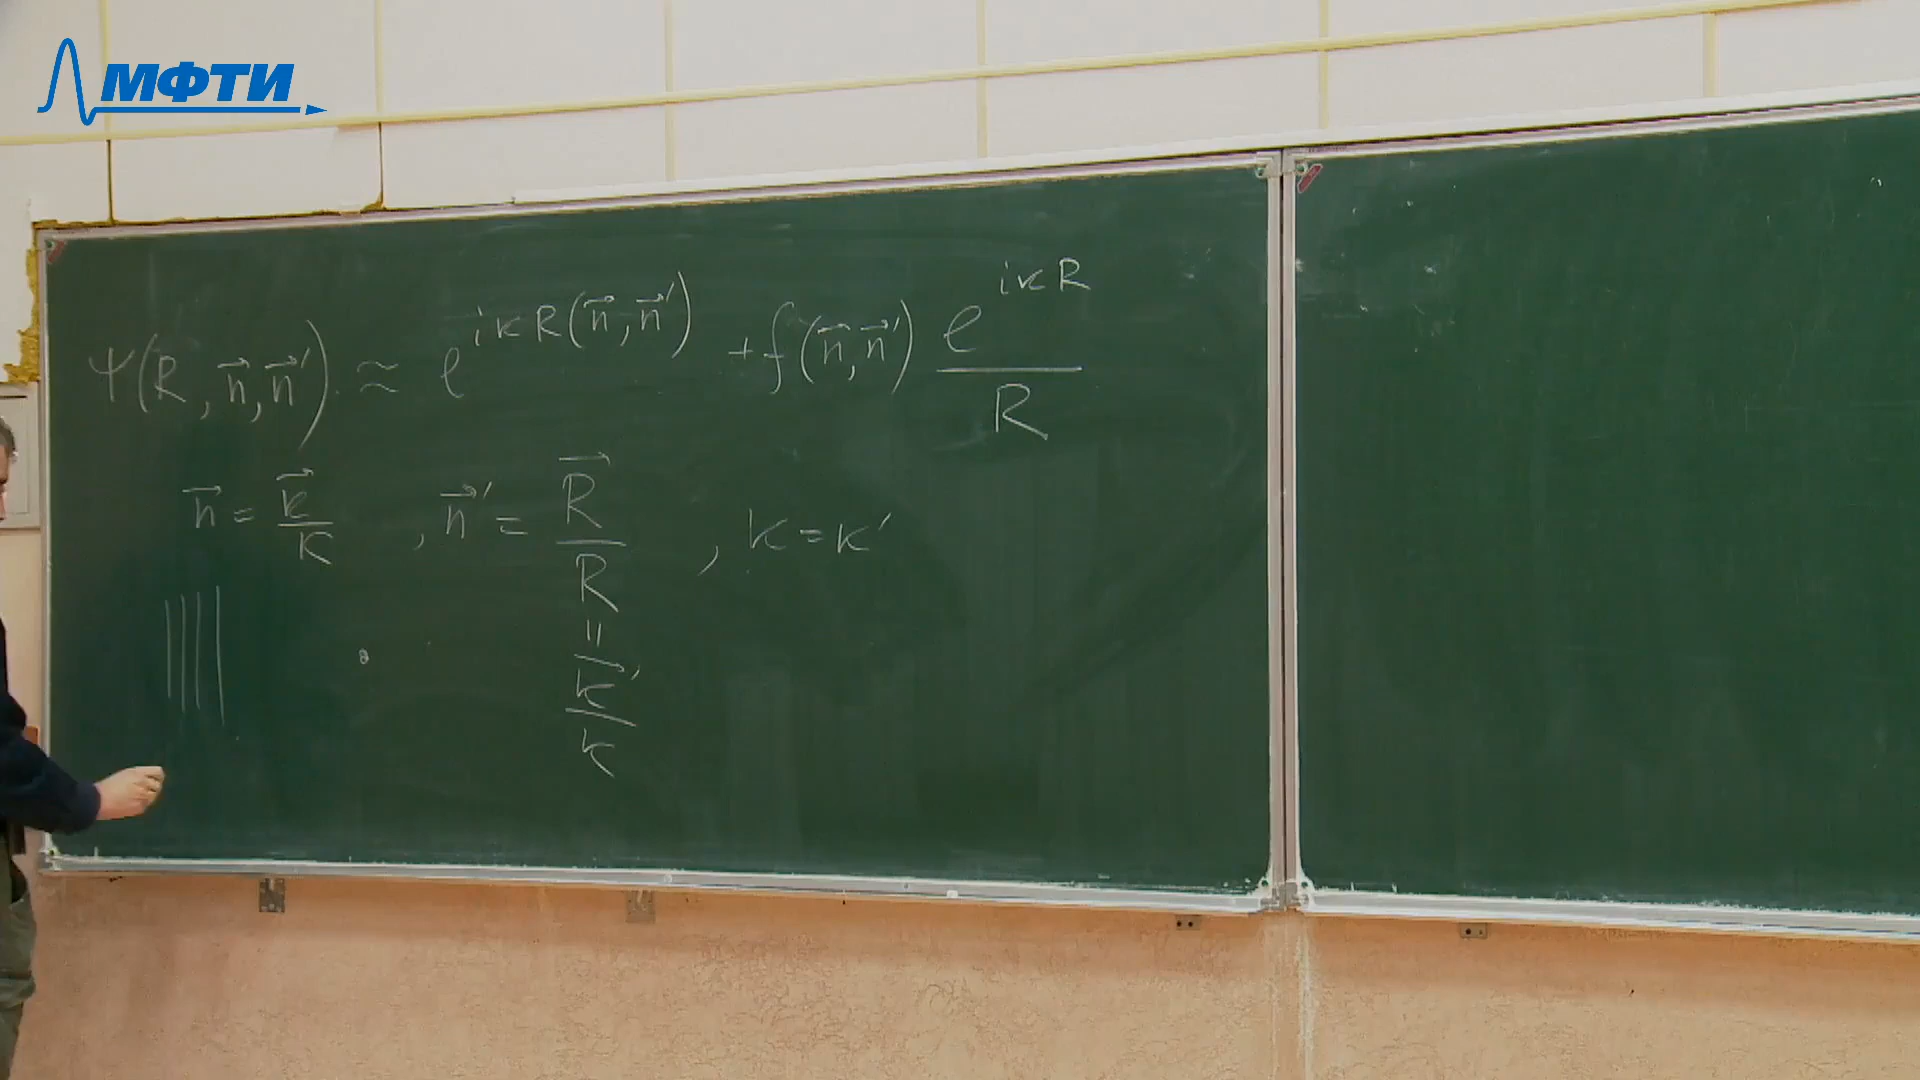 МФТИ
Ψ(R, n⃗, n⃗′) ≈ e^{ikR(n⃗, n⃗′)} + f(n⃗, n⃗′) e^{ikR} / R
n⃗ = k⃗ / k , n⃗′ = R⃗ / R , k = k′
=
k⃗′ / k